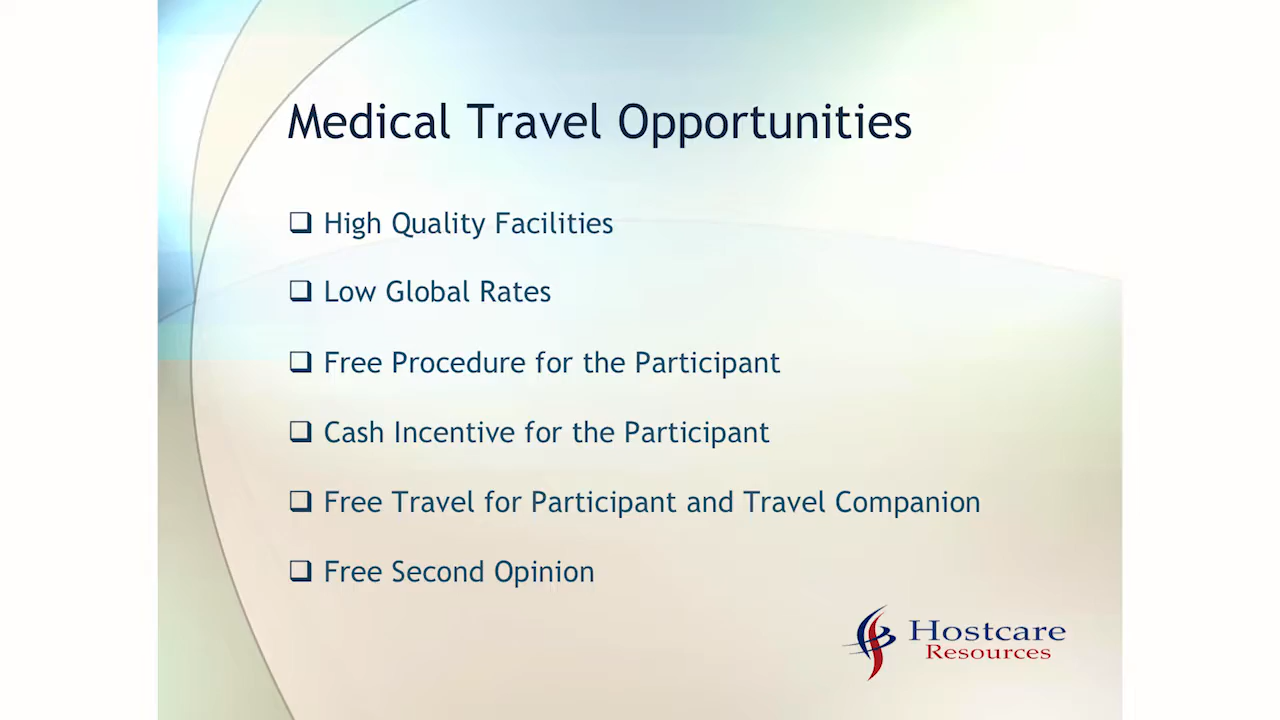 Medical Travel Opportunities
❑ High Quality Facilities
❑ Low Global Rates
❑ Free Procedure for the Participant
❑ Cash Incentive for the Participant
❑ Free Travel for Participant and Travel Companion
❑ Free Second Opinion
Hostcare
Resources